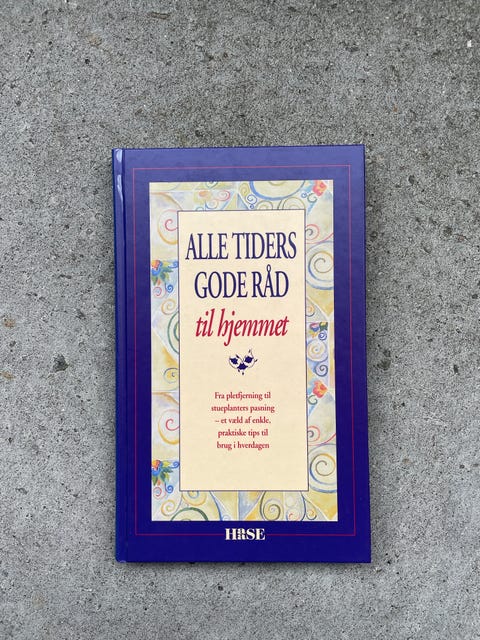 ALLE TIDERS
GODE RÅD
til hjemmet
Fra pletfjerning til
stueplanters pasning
– et væld af enkle,
praktiske tips til
brug i hverdagen
HASE